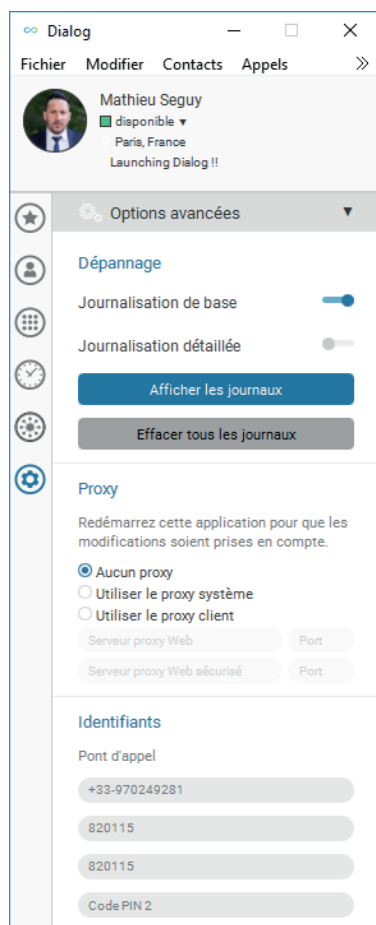 Dialog
Fichier Modifier Contacts Appels »
Mathieu Seguy
disponible ▾
Paris, France
Launching Dialog !!
Options avancées ▼
Dépannage
Journalisation de base
Journalisation détaillée
Afficher les journaux
Effacer tous les journaux
Proxy
Redémarrez cette application pour que les
modifications soient prises en compte.
Aucun proxy
Utiliser le proxy système
Utiliser le proxy client
Serveur proxy Web Port
Serveur proxy Web sécurisé Port
Identifiants
Pont d'appel
+33-970249281
820115
820115
Code PIN 2